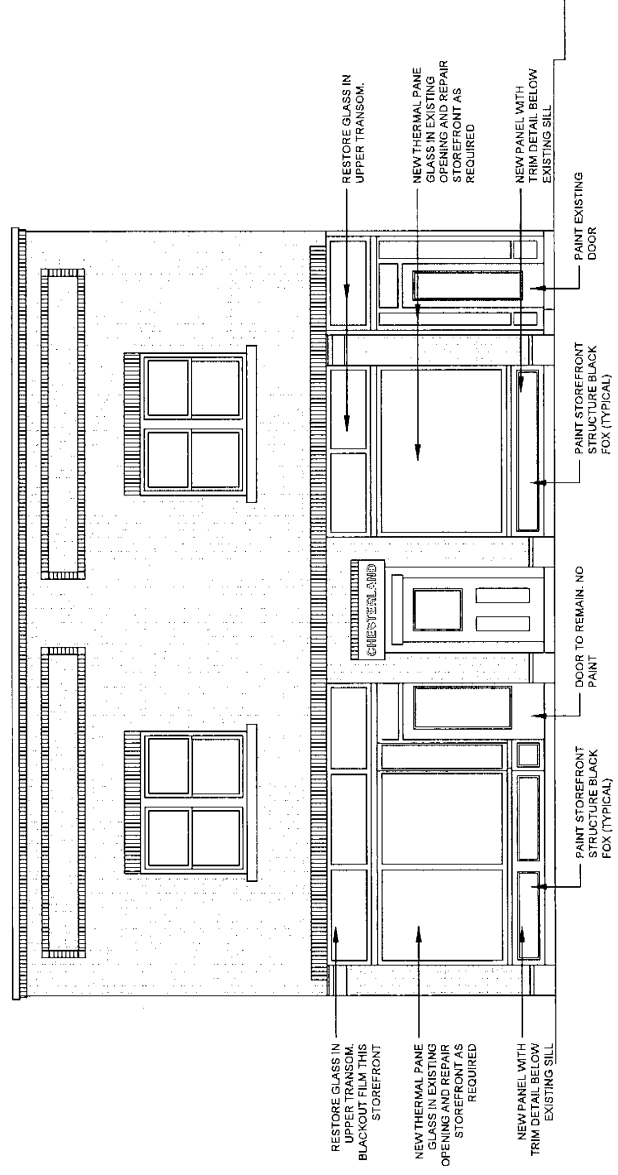 RESTORE GLASS IN
UPPER TRANSOM.
BLACKOUT FILM THIS
STOREFRONT
NEW THERMAL PANE
GLASS IN EXISTING
OPENING AND REPAIR
STOREFRONT AS
REQUIRED
NEW PANEL WITH
TRIM DETAIL BELOW
EXISTING SILL
PAINT STOREFRONT
STRUCTURE BLACK
FOX (TYPICAL)
DOOR TO REMAIN. NO
PAINT
CHESTERLAND
PAINT STOREFRONT
STRUCTURE BLACK
FOX (TYPICAL)
PAINT EXISTING
DOOR
RESTORE GLASS IN
UPPER TRANSOM.
NEW THERMAL PANE
GLASS IN EXISTING
OPENING AND REPAIR
STOREFRONT AS
REQUIRED
NEW PANEL WITH
TRIM DETAIL BELOW
EXISTING SILL